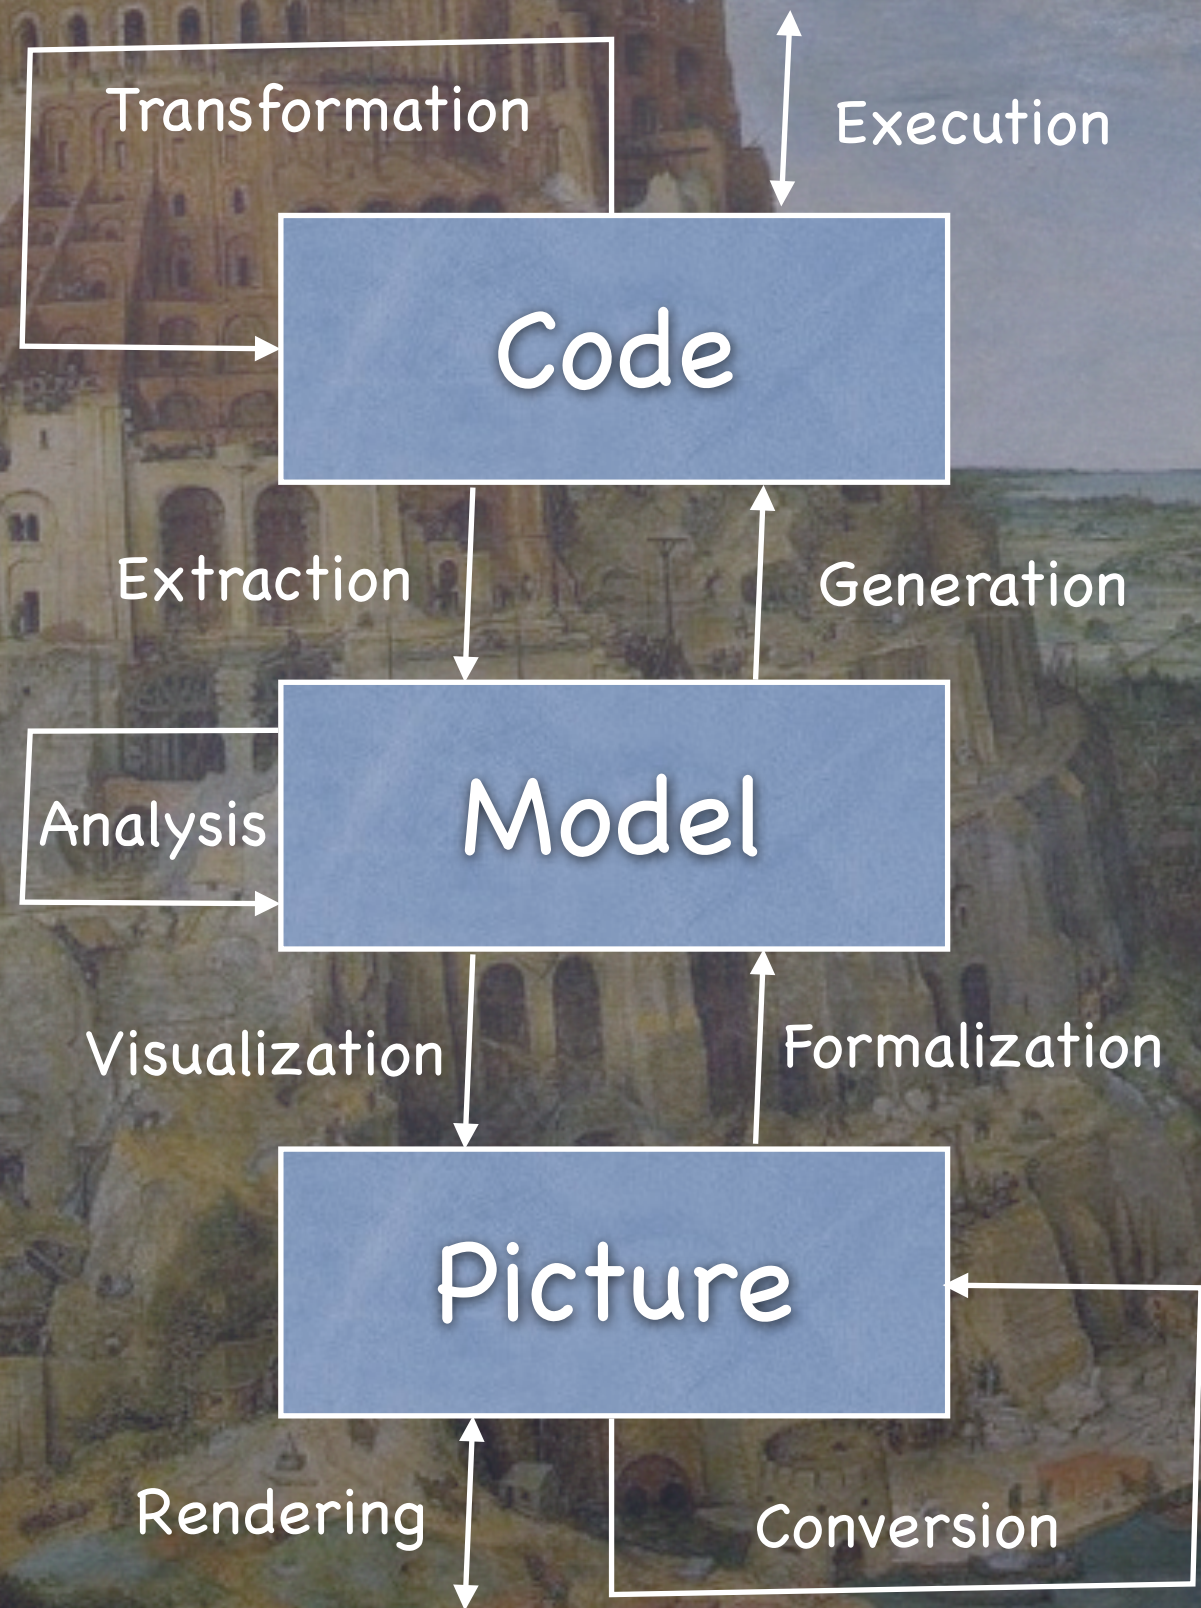 Transformation
Execution
Code
Extraction
Generation
Model
Analysis
Visualization
Formalization
Picture
Rendering
Conversion